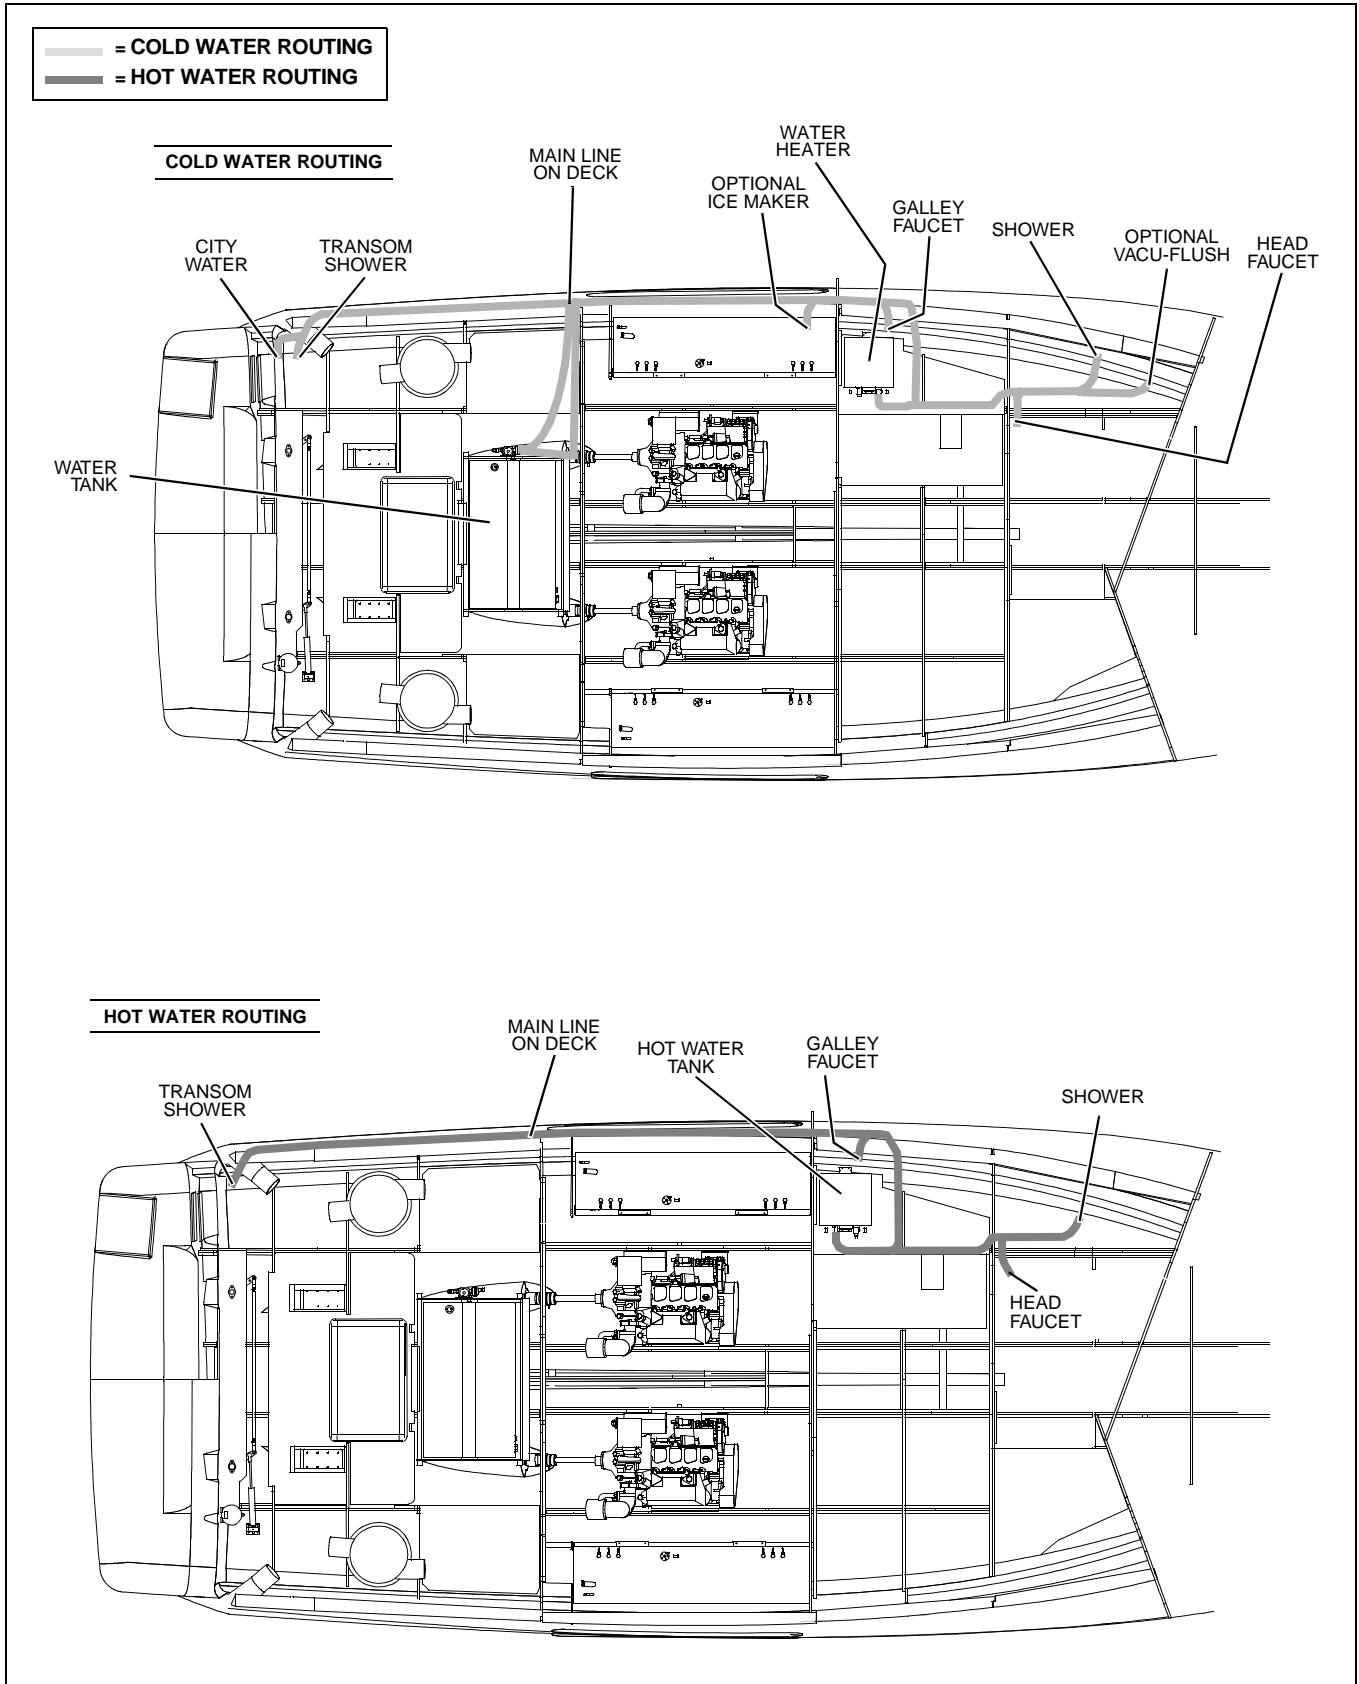 = COLD WATER ROUTING
= HOT WATER ROUTING
COLD WATER ROUTING
MAIN LINE
ON DECK
WATER
HEATER
OPTIONAL
ICE MAKER
GALLEY
FAUCET
SHOWER
OPTIONAL
VACU-FLUSH
HEAD
FAUCET
CITY
WATER
TRANSOM
SHOWER
WATER
TANK
HOT WATER ROUTING
MAIN LINE
ON DECK
HOT WATER
TANK
GALLEY
FAUCET
TRANSOM
SHOWER
SHOWER
HEAD
FAUCET